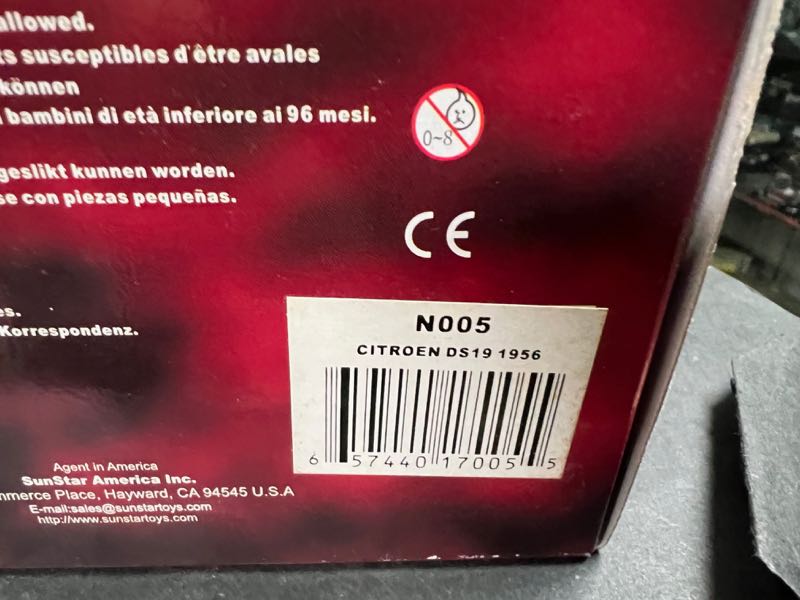 allowed.
ts susceptibles d'être avales
können
bambini di età inferiore ai 96 mesi.
0-8
geslikt kunnen worden.
se con piezas pequeñas.
CE
es.
Korrespondenz.
N005
CITROEN DS19 1956
6 57440 17005 5
Agent in America
SunStar America Inc.
mmerce Place, Hayward, CA 94545 U.S.A
E-mail:sales@sunstartoys.com
http://www.sunstartoys.com